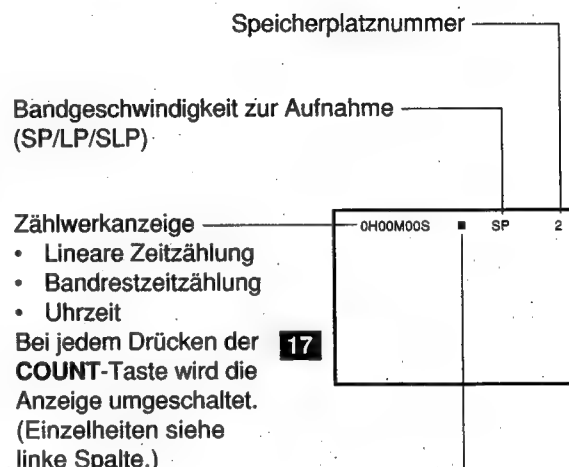 Speicherplatznummer
Bandgeschwindigkeit zur Aufnahme
(SP/LP/SLP)
Zählwerkanzeige
0H00M00S ■ SP 2
• Lineare Zeitzählung
• Bandrestzeitzählung
• Uhrzeit
Bei jedem Drücken der
17
COUNT-Taste wird die
Anzeige umgeschaltet.
(Einzelheiten siehe
linke Spalte.)